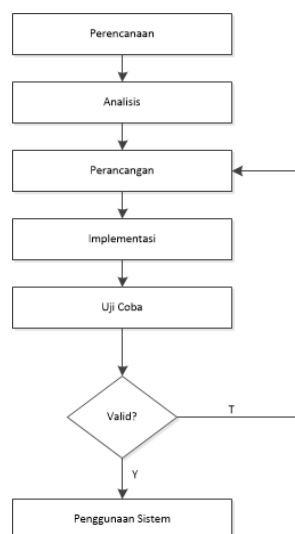 Perencanaan
Analisis
Perancangan
Implementasi
Uji Coba
Valid?
T
Y
Penggunaan Sistem